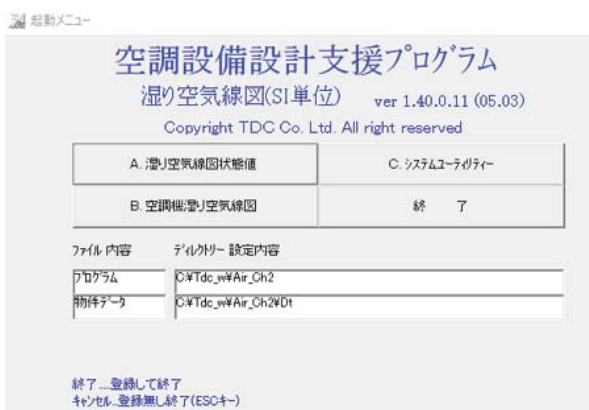 起動メニュー
空調設備設計支援ﾌﾟﾛｸﾞﾗﾑ
湿り空気線図(SI単位) ver 1.40.0.11 (05.03)
Copyright TDC Co. Ltd. All right reserved
A. 湿り空気線図状態値 C. ｼｽﾃﾑﾕｰﾃｨﾘﾃｨｰ
B. 空調機湿り空気線図 終 了
ﾌｧｲﾙ 内容 ﾃﾞｨﾚｸﾄﾘｰ 設定内容
ﾌﾟﾛｸﾞﾗﾑ C:¥Tdc_w¥Air_Ch2
物件ﾃﾞｰﾀ C:¥Tdc_w¥Air_Ch2¥Dt
終了....登録して終了
ｷｬﾝｾﾙ..登録無し終了(ESCｷｰ)